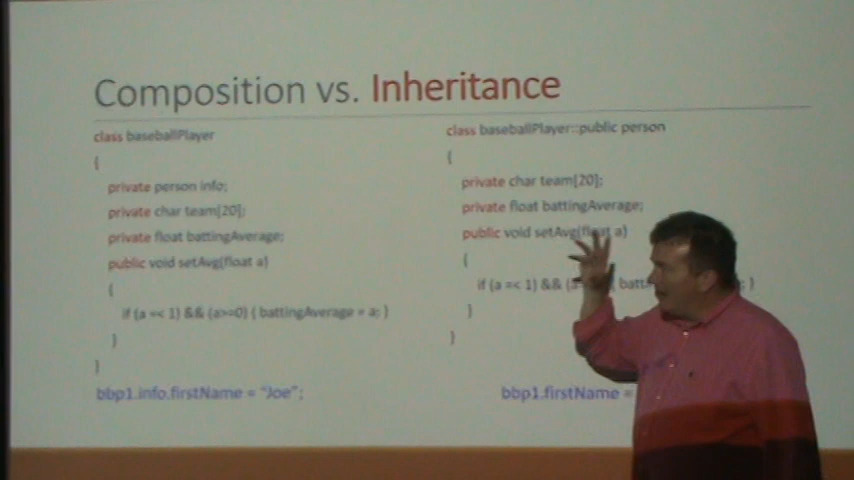 Composition vs. Inheritance
class baseballPlayer
{
private person info;
private char team[20];
private float battingAverage;
public void setAvg(float a)
{
if (a =< 1) && (a>=0) { battingAverage = a; }
}
}
bbp1.info.firstName = "Joe";
class baseballPlayer::public person
{
private char team[20];
private float battingAverage;
public void setAvg(float a)
{
if (a =< 1) && (a ; }
}
}
bbp1.firstName =